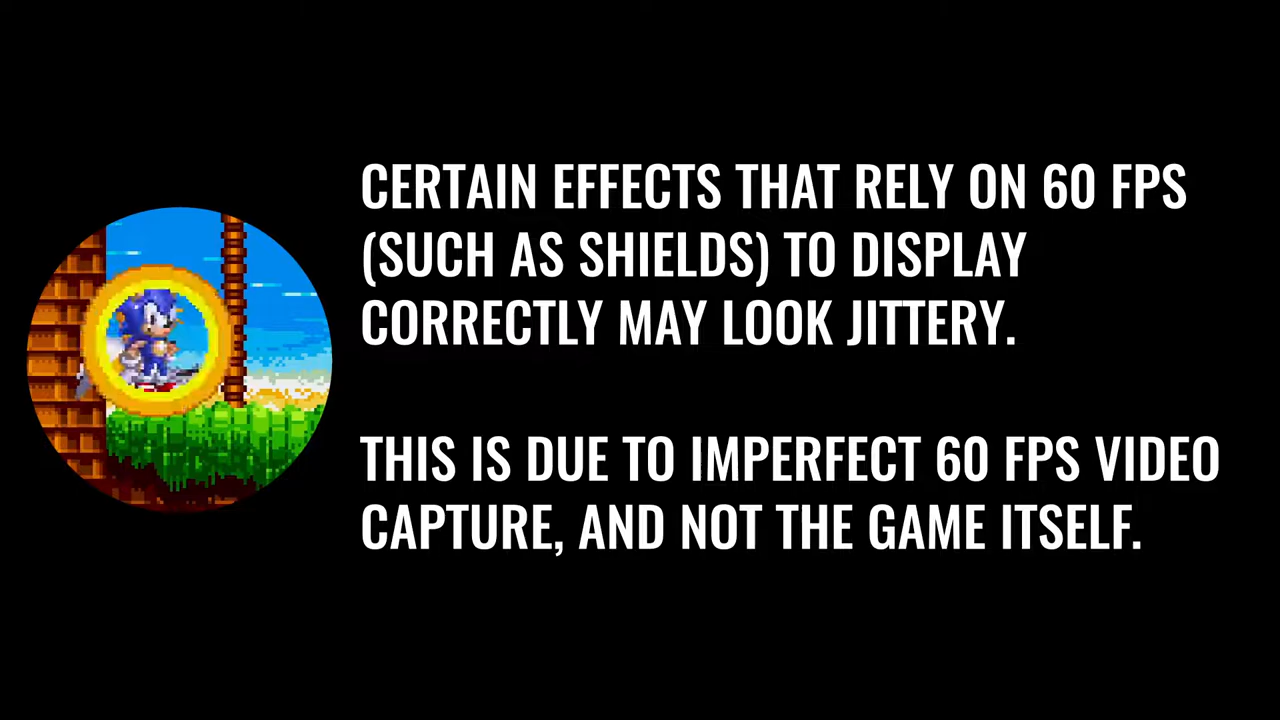 CERTAIN EFFECTS THAT RELY ON 60 FPS
(SUCH AS SHIELDS) TO DISPLAY
CORRECTLY MAY LOOK JITTERY.
THIS IS DUE TO IMPERFECT 60 FPS VIDEO
CAPTURE, AND NOT THE GAME ITSELF.